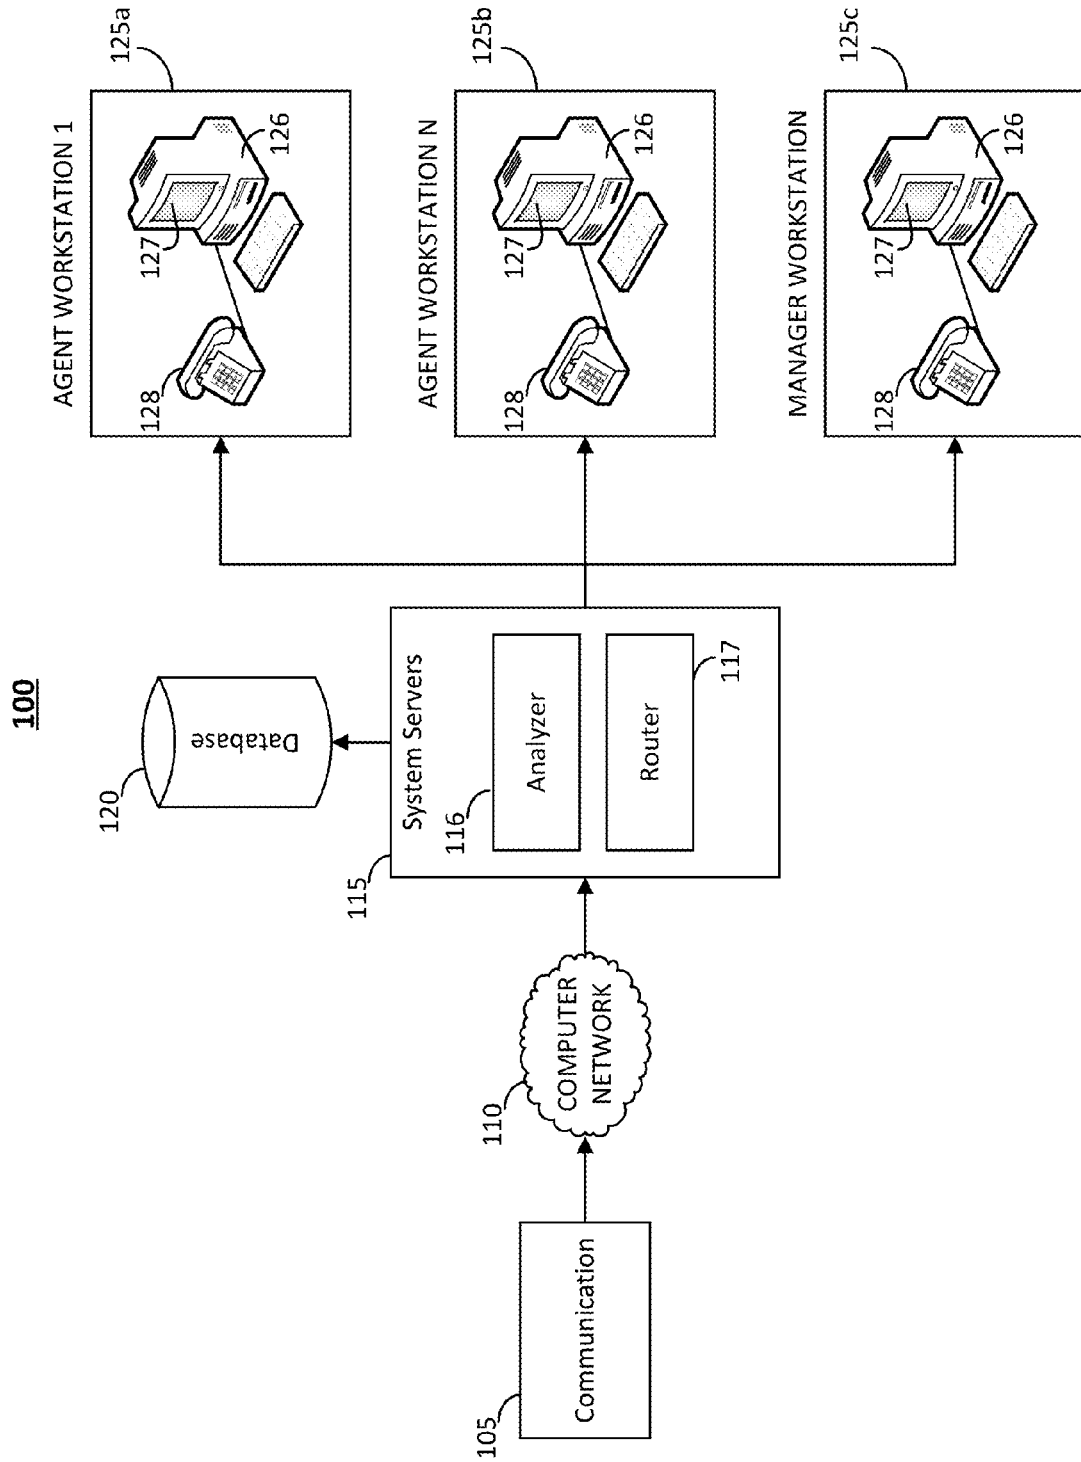 100
105
Communication
110
COMPUTER
NETWORK
115
System Servers
116
Analyzer
Router
117
120
Database
AGENT WORKSTATION 1
125a
128
127
126
AGENT WORKSTATION N
125b
128
127
126
MANAGER WORKSTATION
125c
128
127
126